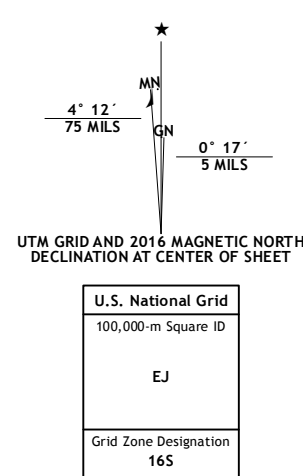 ★
MN
4° 12´
75 MILS
GN
0° 17´
5 MILS
UTM GRID AND 2016 MAGNETIC NORTH
DECLINATION AT CENTER OF SHEET
U.S. National Grid
100,000-m Square ID
EJ
Grid Zone Designation
16S